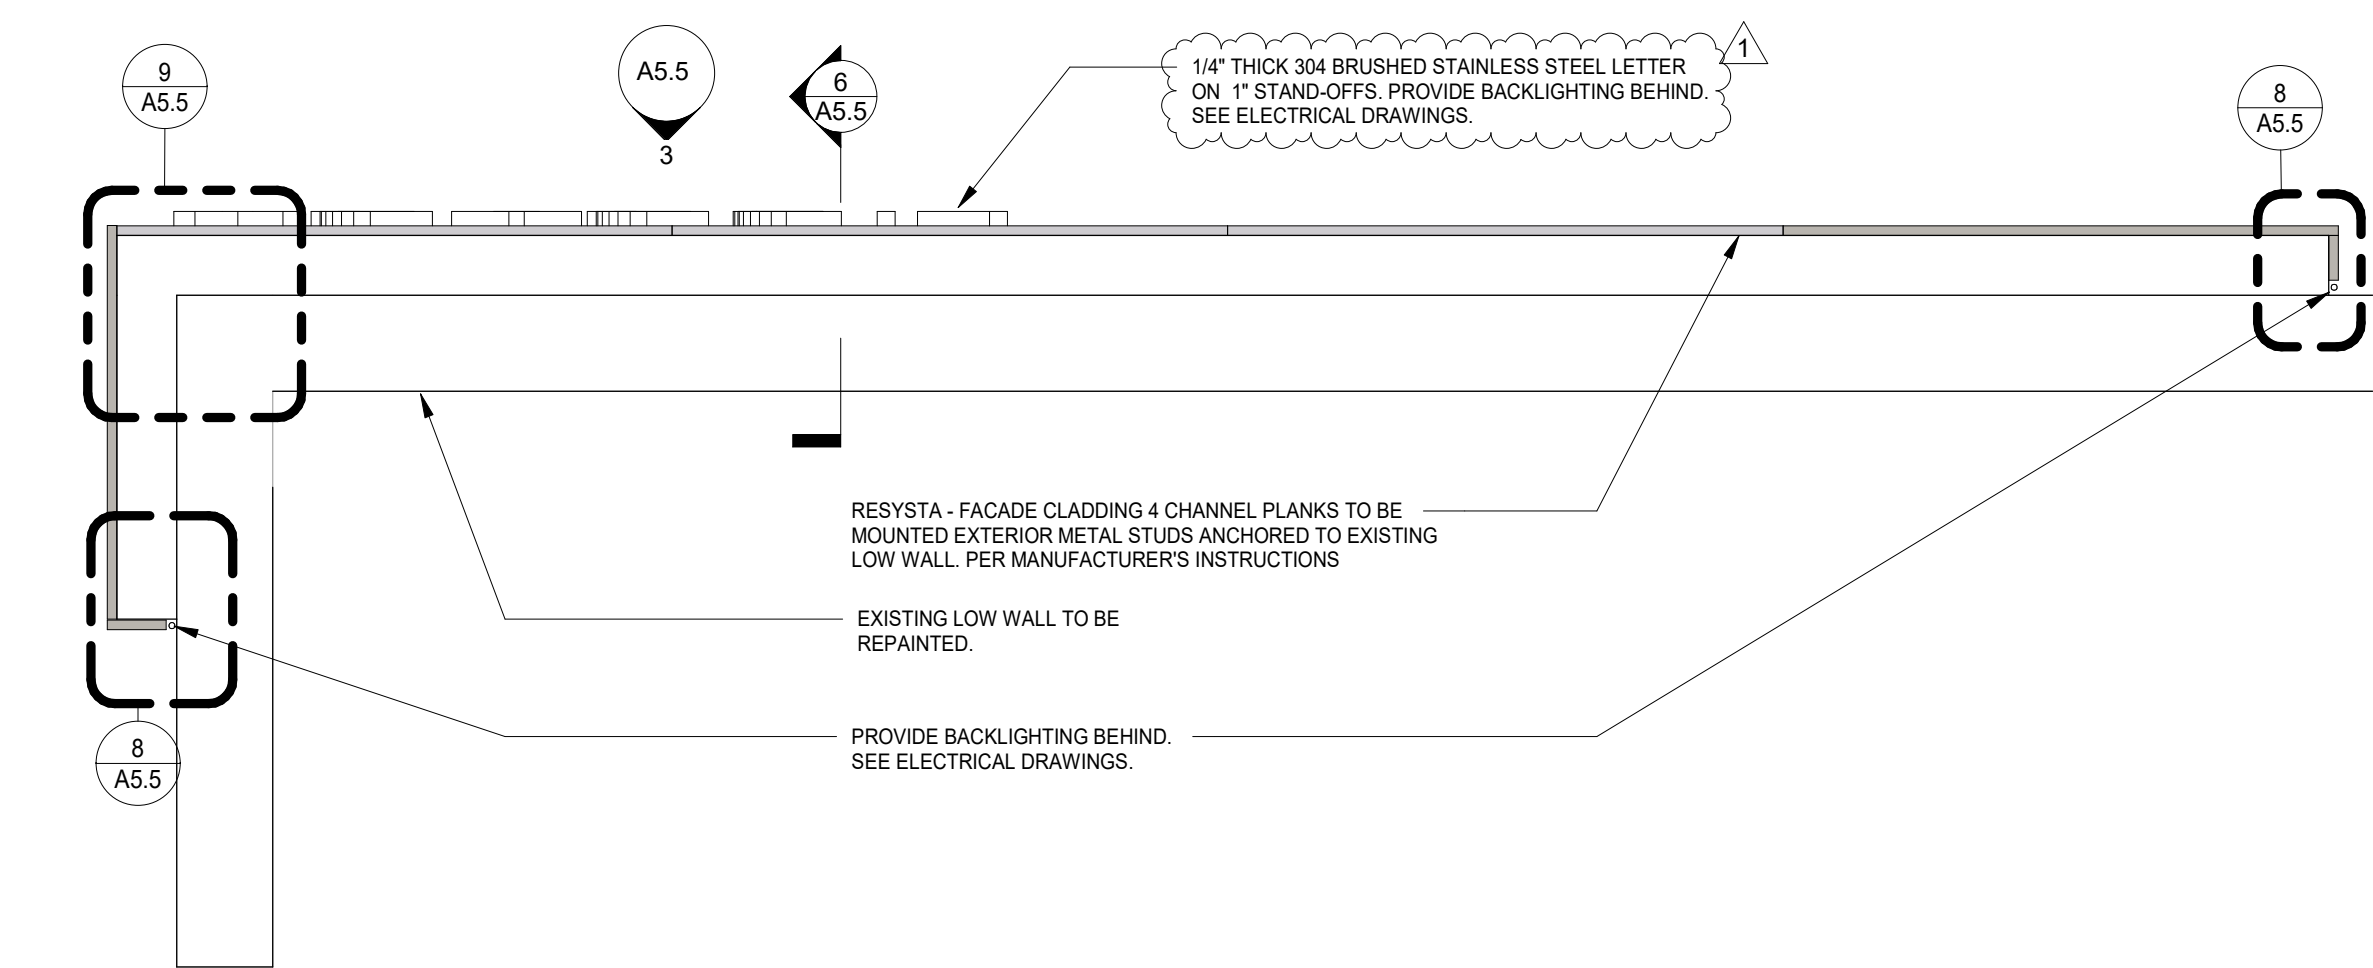 9
A5.5
A5.5
3
6
A5.5
1/4" THICK 304 BRUSHED STAINLESS STEEL LETTER
ON 1" STAND-OFFS. PROVIDE BACKLIGHTING BEHIND.
SEE ELECTRICAL DRAWINGS.
1
8
A5.5
RESYSTA - FACADE CLADDING 4 CHANNEL PLANKS TO BE
MOUNTED EXTERIOR METAL STUDS ANCHORED TO EXISTING
LOW WALL. PER MANUFACTURER'S INSTRUCTIONS
EXISTING LOW WALL TO BE
REPAINTED.
PROVIDE BACKLIGHTING BEHIND.
SEE ELECTRICAL DRAWINGS.
8
A5.5